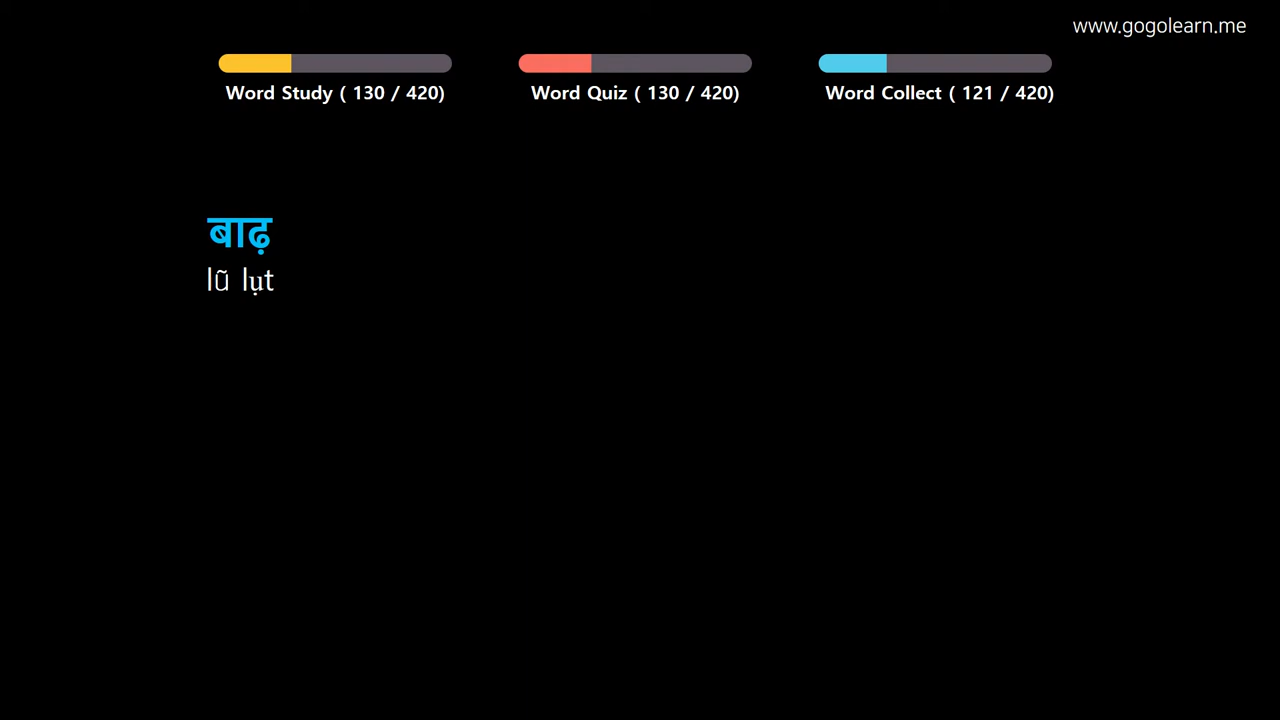 www.gogolearn.me
Word Study ( 130 / 420)
Word Quiz ( 130 / 420)
Word Collect ( 121 / 420)
बाढ़
lũ lụt